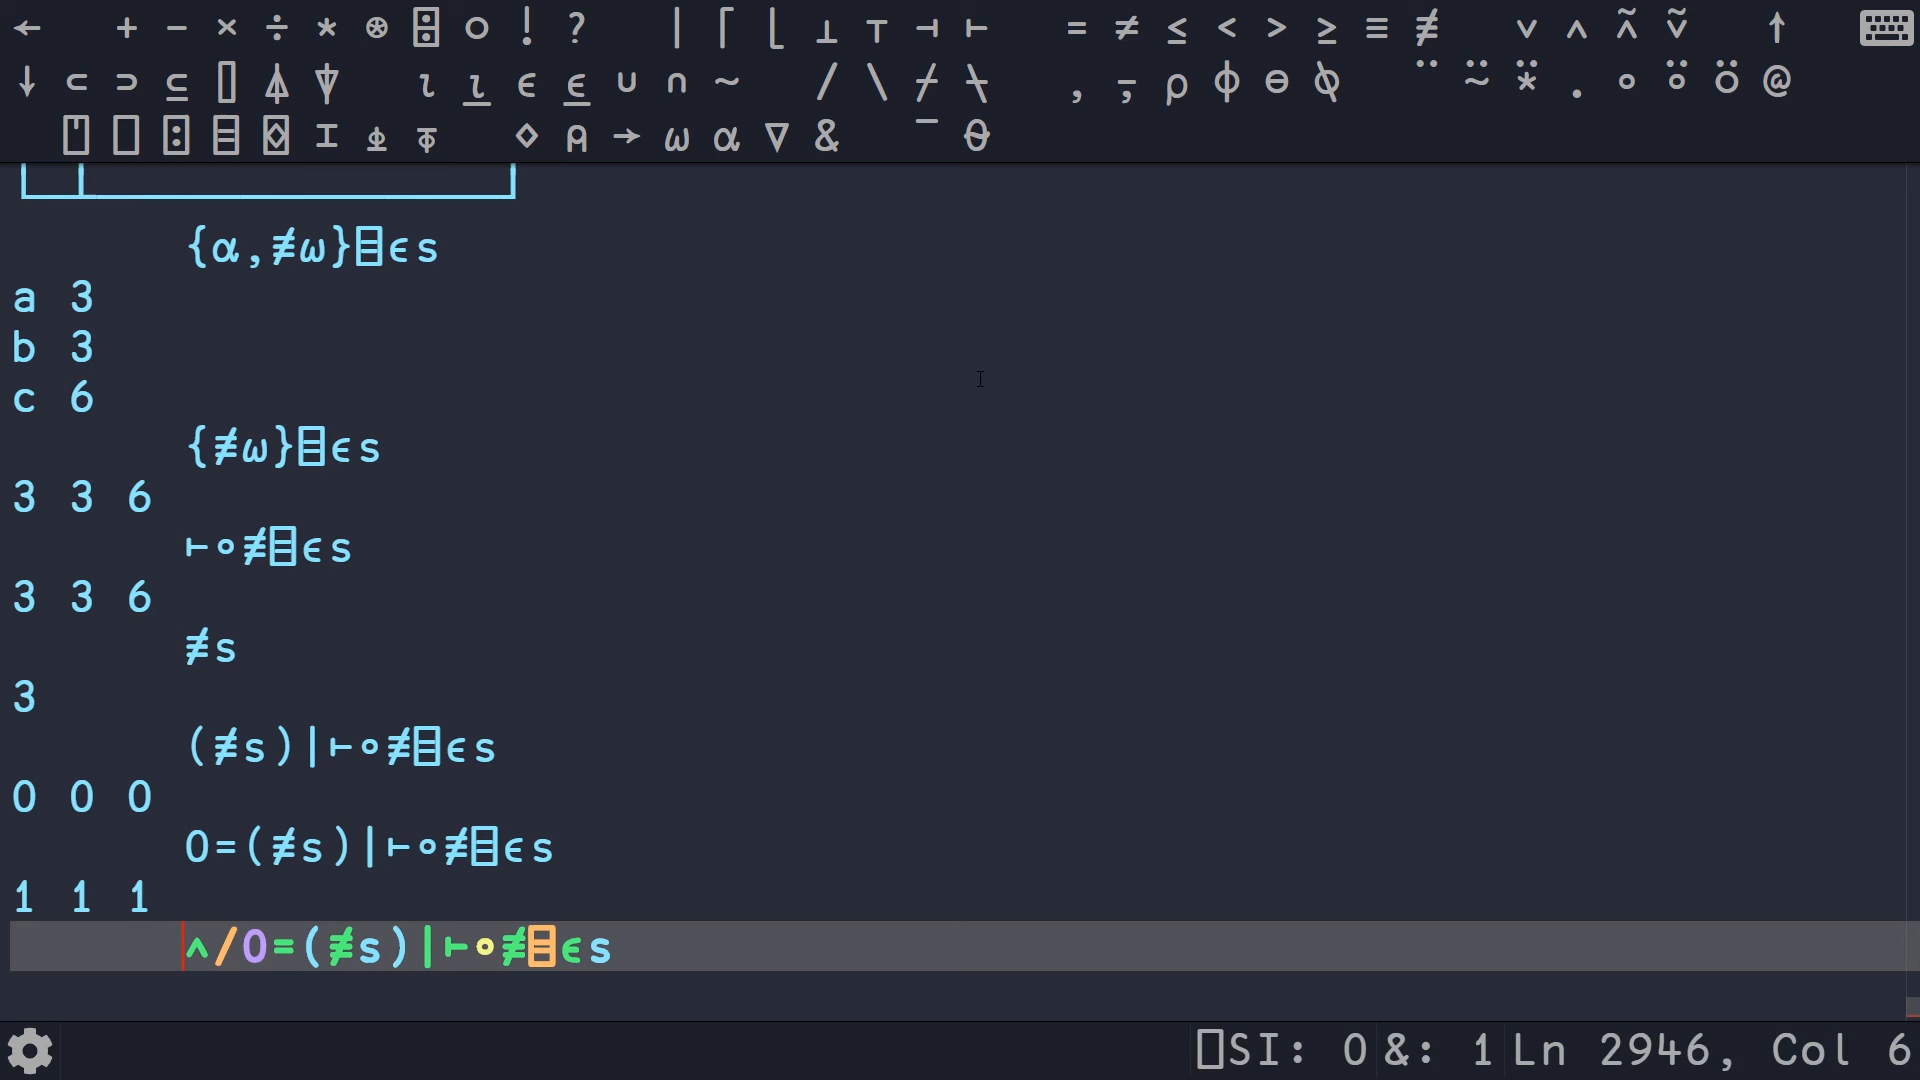 ← + - × ÷ * ⍟ ⌹ ○ ! ? | ⌈ ⌊ ⊥ ⊤ ⊣ ⊢ = ≠ ≤ < > ≥ ≡ ≢ ∨ ∧ ⍲ ⍱ ↑
↓ ⊂ ⊃ ⊆ ⌷ ⍋ ⍒ ⍳ ⍸ ∊ ⍷ ∪ ∩ ~ / \ ⌿ ⍀ , ⍪ ⍴ ⌽ ⊖ ⍉ ¨ ⍨ ⍣ . ∘ ⍤ ⍥ @
⍞ ⎕ ⍠ ⌸ ⌺ ⌶ ⍎ ⍕ ⋄ ⍝ → ⍵ ⍺ ∇ & ¯ ⍬
{⍺,≢⍵}⌸∊s
a 3
b 3
c 6
{≢⍵}⌸∊s
3 3 6
⊢∘≢⌸∊s
3 3 6
≢s
3
(≢s)|⊢∘≢⌸∊s
0 0 0
0=(≢s)|⊢∘≢⌸∊s
1 1 1
∧/0=(≢s)|⊢∘≢⌸∊s
⎕SI: 0 &: 1 Ln 2946, Col 6